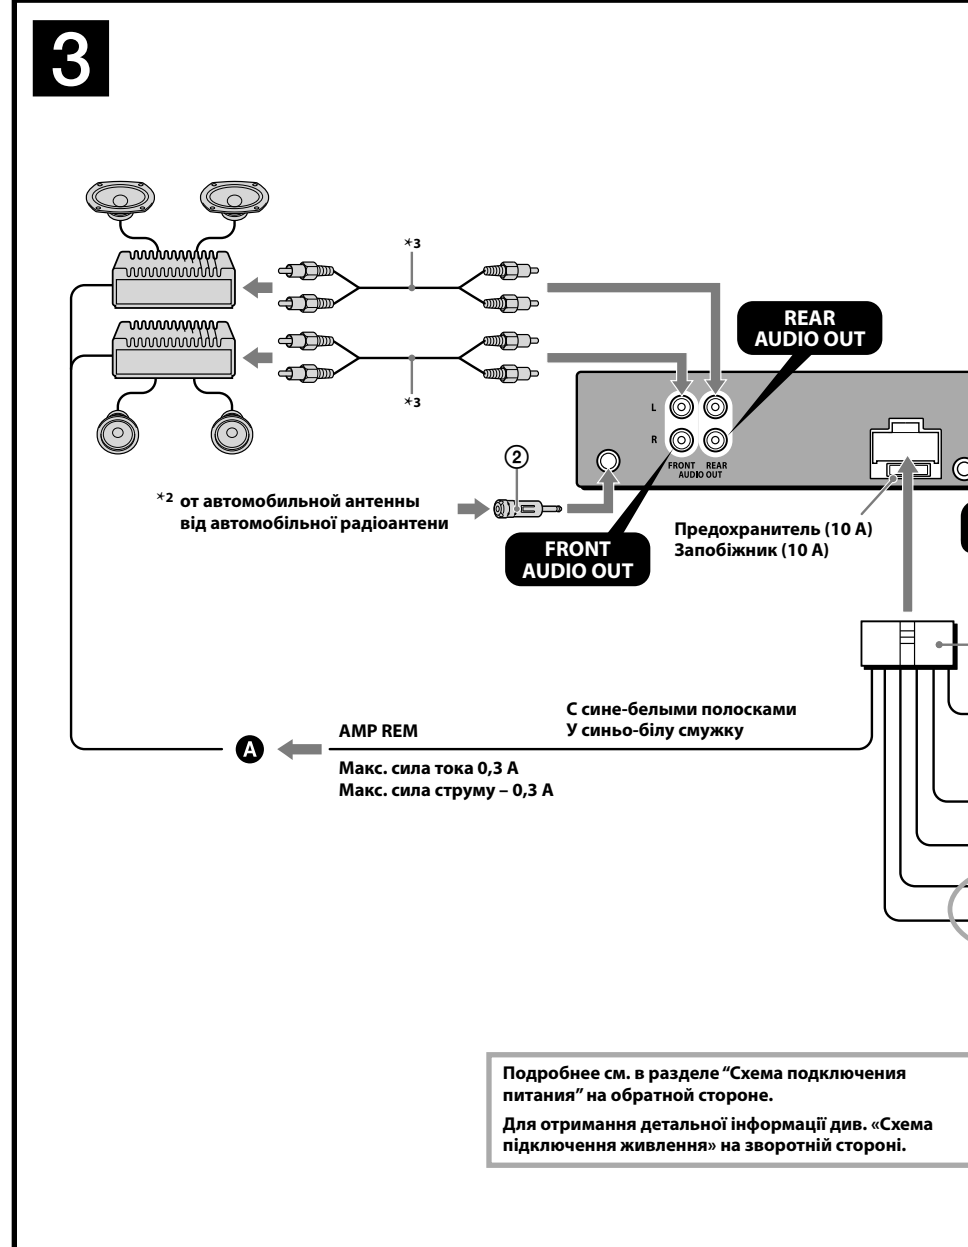 3
*3
REAR
AUDIO OUT
*3
L
R
FRONT REAR
AUDIO OUT
2
*2 от автомобильной антенны
від автомобільної радіоантени
FRONT
AUDIO OUT
Предохранитель (10 A)
Запобіжник (10 A)
С сине-белыми полосками
У синьо-білу смужку
A
AMP REM
Макс. сила тока 0,3 A
Макс. сила струму – 0,3 A
Подробнее см. в разделе “Схема подключения
питания” на обратной стороне.
Для отримання детальної інформації див. «Схема
підключення живлення» на зворотній стороні.